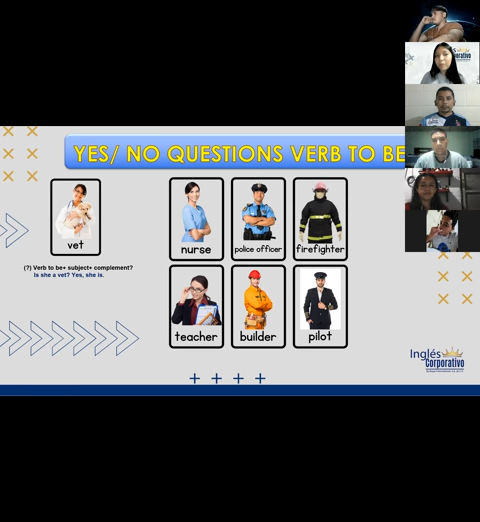 YES/ NO QUESTIONS VERB TO BE
vet
nurse
police officer
firefighter
(?) Verb to be+ subject+ complement?
Is she a vet? Yes, she is.
teacher
builder
pilot
Inglés
Corporativo